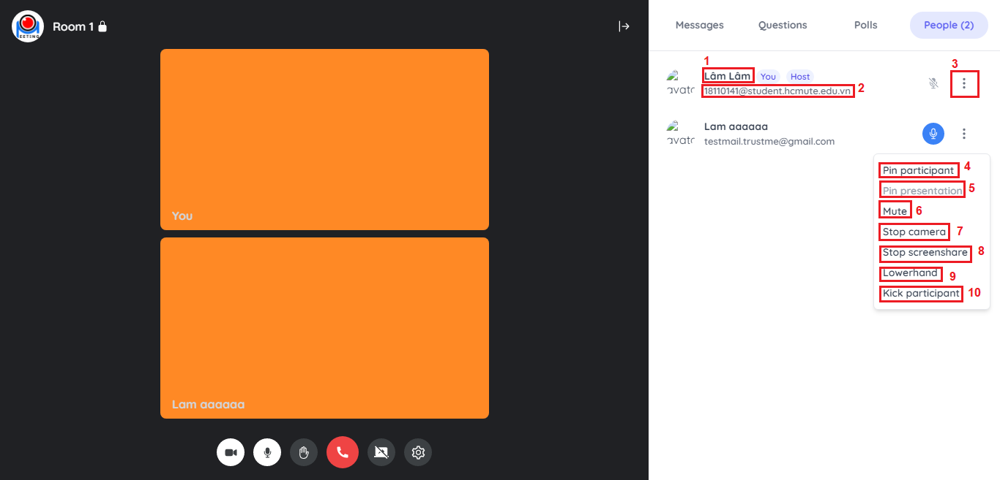 EETING
Room 1
Messages
Questions
Polls
People (2)
1
3
avata
Lâm Lâm
You
Host
18110141@student.hcmute.edu.vn
2
avata
Lam aaaaaa
testmail.trustme@gmail.com
Pin participant
4
Pin presentation
5
Mute
6
Stop camera
7
Stop screenshare
8
Lowerhand
9
Kick participant
10
You
Lam aaaaaa